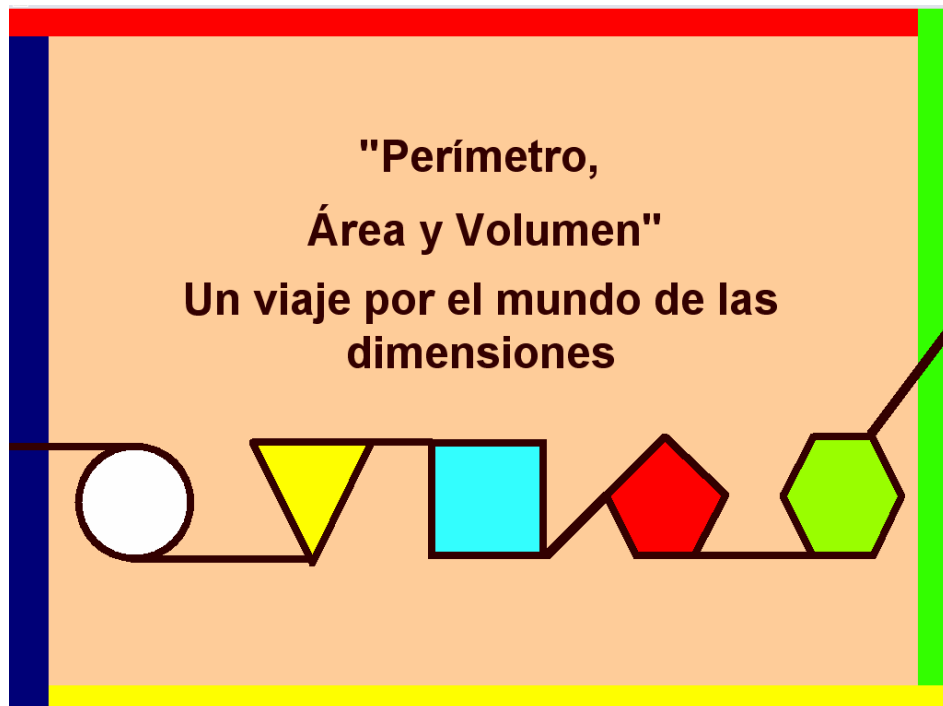 "Perímetro,
Área y Volumen"
Un viaje por el mundo de las
dimensiones